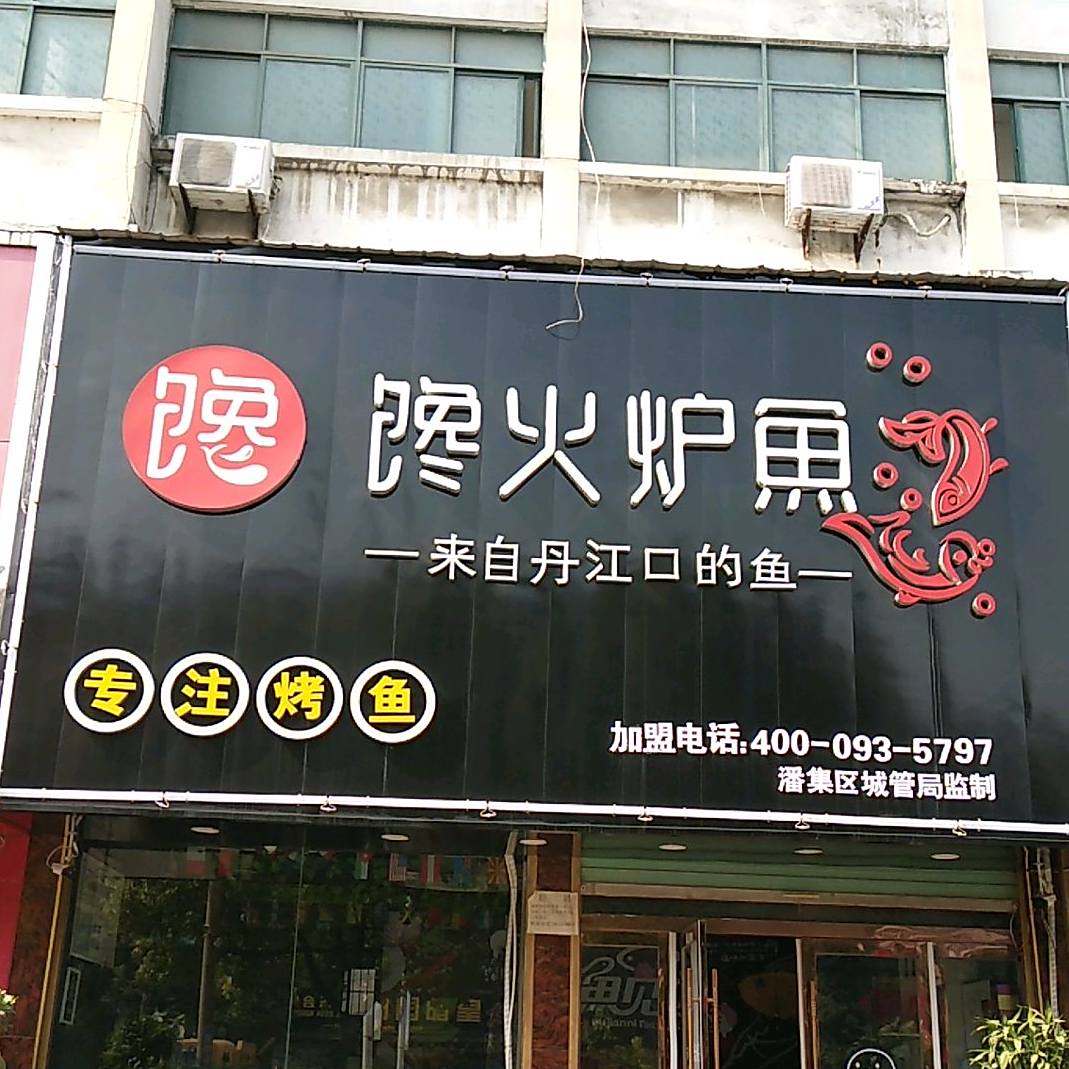 馋
馋火炉魚
—来自丹江口的鱼—
专注烤鱼
加盟电话:400-093-5797
潘集区城管局监制